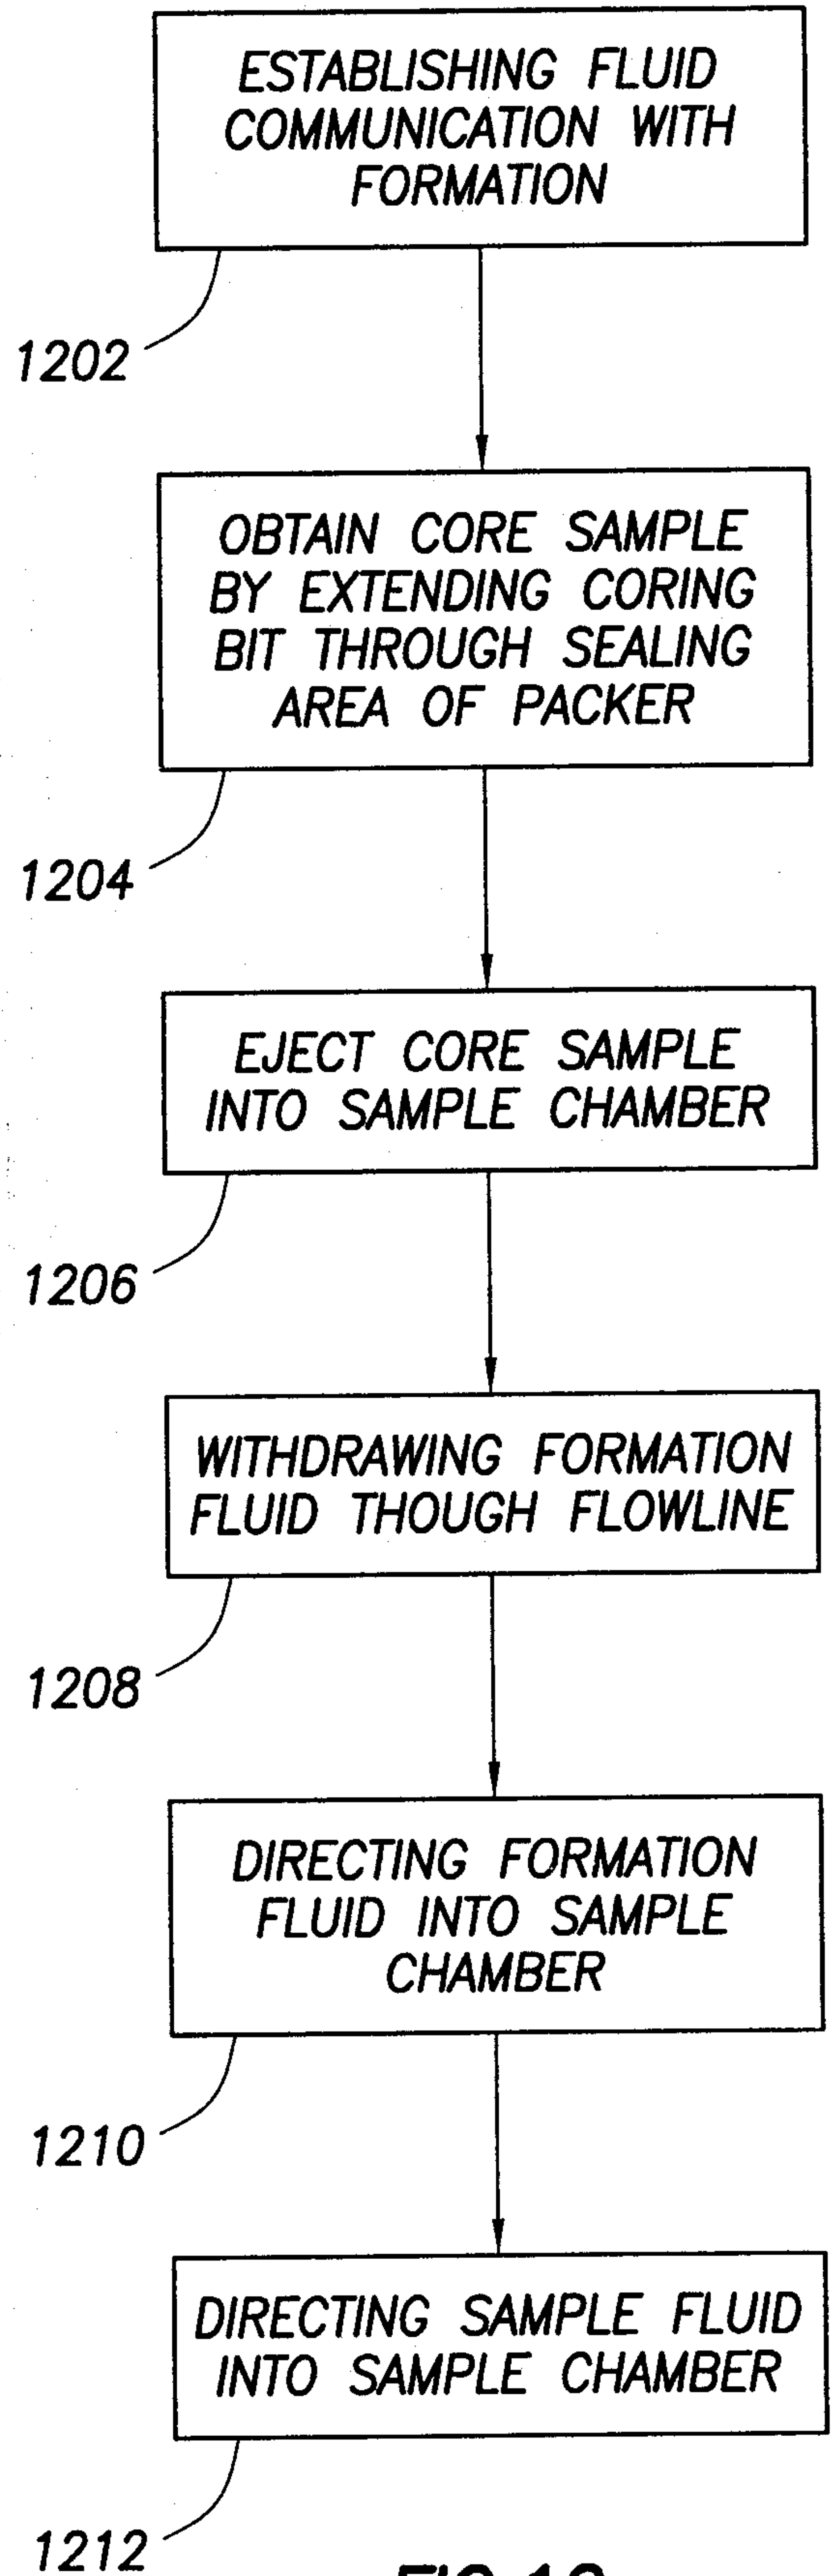 ESTABLISHING FLUID
COMMUNICATION WITH
FORMATION
1202
OBTAIN CORE SAMPLE
BY EXTENDING CORING
BIT THROUGH SEALING
AREA OF PACKER
1204
EJECT CORE SAMPLE
INTO SAMPLE CHAMBER
1206
WITHDRAWING FORMATION
FLUID THOUGH FLOWLINE
1208
DIRECTING FORMATION
FLUID INTO SAMPLE
CHAMBER
1210
DIRECTING SAMPLE FLUID
INTO SAMPLE CHAMBER
1212